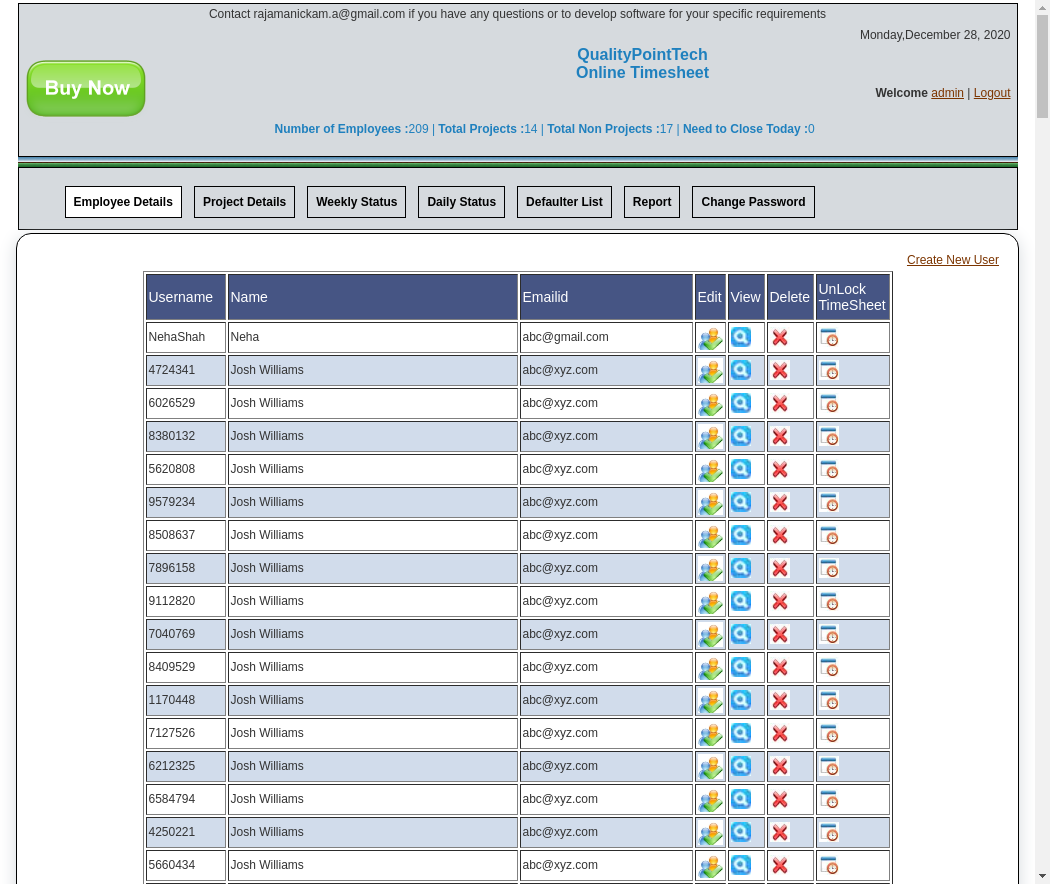 Contact rajamanickam.a@gmail.com if you have any questions or to develop software for your specific requirements
Monday,December 28, 2020
QualityPointTech
Online Timesheet
Buy Now
Welcome admin | Logout
Number of Employees :209 | Total Projects :14 | Total Non Projects :17 | Need to Close Today :0
Employee Details Project Details Weekly Status Daily Status Defaulter List Report Change Password
Create New User
Username Name Emailid Edit View Delete UnLock TimeSheet
NehaShah Neha abc@gmail.com
4724341 Josh Williams abc@xyz.com
6026529 Josh Williams abc@xyz.com
8380132 Josh Williams abc@xyz.com
5620808 Josh Williams abc@xyz.com
9579234 Josh Williams abc@xyz.com
8508637 Josh Williams abc@xyz.com
7896158 Josh Williams abc@xyz.com
9112820 Josh Williams abc@xyz.com
7040769 Josh Williams abc@xyz.com
8409529 Josh Williams abc@xyz.com
1170448 Josh Williams abc@xyz.com
7127526 Josh Williams abc@xyz.com
6212325 Josh Williams abc@xyz.com
6584794 Josh Williams abc@xyz.com
4250221 Josh Williams abc@xyz.com
5660434 Josh Williams abc@xyz.com